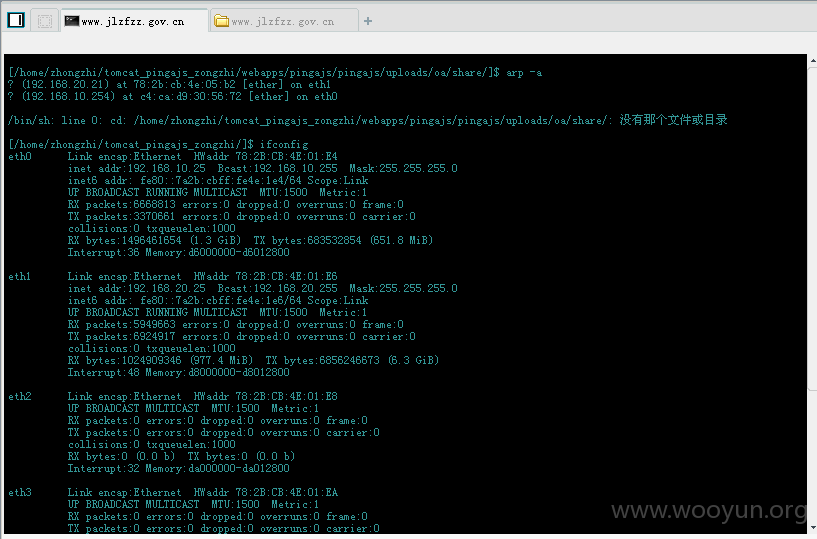 www.jlzfzz.gov.cn
www.jlzfzz.gov.cn
[/home/zhongzhi/tomcat_pingajs_zongzhi/webapps/pingajs/pingajs/uploads/oa/share/]$ arp -a
? (192.168.20.21) at 78:2b:cb:4e:05:b2 [ether] on eth1
? (192.168.10.254) at c4:ca:d9:30:56:72 [ether] on eth0
/bin/sh: line 0: cd: /home/zhongzhi/tomcat_pingajs_zongzhi/webapps/pingajs/pingajs/uploads/oa/share/: 没有那个文件或目录
[/home/zhongzhi/tomcat_pingajs_zongzhi/]$ ifconfig
eth0 Link encap:Ethernet HWaddr 78:2B:CB:4E:01:E4
inet addr:192.168.10.25 Bcast:192.168.10.255 Mask:255.255.255.0
inet6 addr: fe80::7a2b:cbff:fe4e:1e4/64 Scope:Link
UP BROADCAST RUNNING MULTICAST MTU:1500 Metric:1
RX packets:6668813 errors:0 dropped:0 overruns:0 frame:0
TX packets:3370661 errors:0 dropped:0 overruns:0 carrier:0
collisions:0 txqueuelen:1000
RX bytes:1496461654 (1.3 GiB) TX bytes:683532854 (651.8 MiB)
Interrupt:36 Memory:d6000000-d6012800
eth1 Link encap:Ethernet HWaddr 78:2B:CB:4E:01:E6
inet addr:192.168.20.25 Bcast:192.168.20.255 Mask:255.255.255.0
inet6 addr: fe80::7a2b:cbff:fe4e:1e6/64 Scope:Link
UP BROADCAST RUNNING MULTICAST MTU:1500 Metric:1
RX packets:5949663 errors:0 dropped:0 overruns:0 frame:0
TX packets:6924917 errors:0 dropped:0 overruns:0 carrier:0
collisions:0 txqueuelen:1000
RX bytes:1024909346 (977.4 MiB) TX bytes:6856246673 (6.3 GiB)
Interrupt:48 Memory:d8000000-d8012800
eth2 Link encap:Ethernet HWaddr 78:2B:CB:4E:01:E8
UP BROADCAST MULTICAST MTU:1500 Metric:1
RX packets:0 errors:0 dropped:0 overruns:0 frame:0
TX packets:0 errors:0 dropped:0 overruns:0 carrier:0
collisions:0 txqueuelen:1000
RX bytes:0 (0.0 b) TX bytes:0 (0.0 b)
Interrupt:32 Memory:da000000-da012800
eth3 Link encap:Ethernet HWaddr 78:2B:CB:4E:01:EA
UP BROADCAST MULTICAST MTU:1500 Metric:1
RX packets:0 errors:0 dropped:0 overruns:0 frame:0
TX packets:0 errors:0 dropped:0 overruns:0 carrier:0
www.wooyun.org